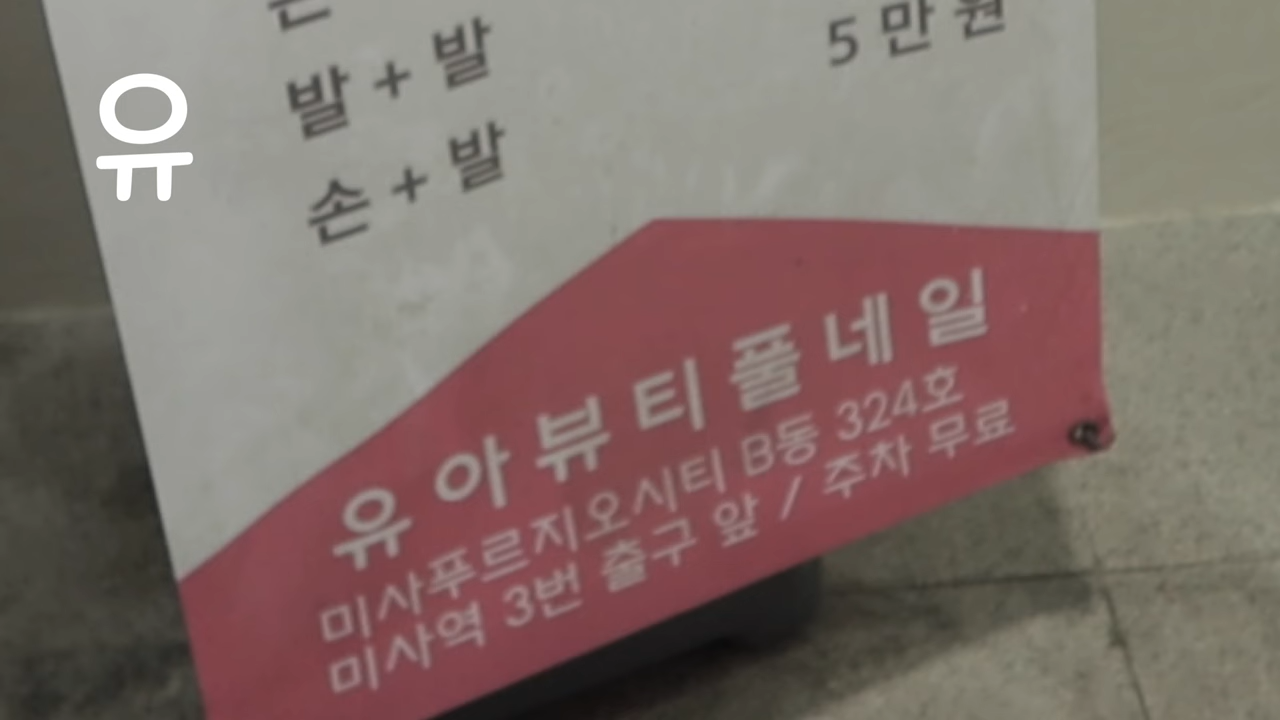 유
발 + 발 5만원
손 + 발
유아뷰티풀네일
미사푸르지오시티 B동 324호
미사역 3번 출구 앞 / 주차 무료